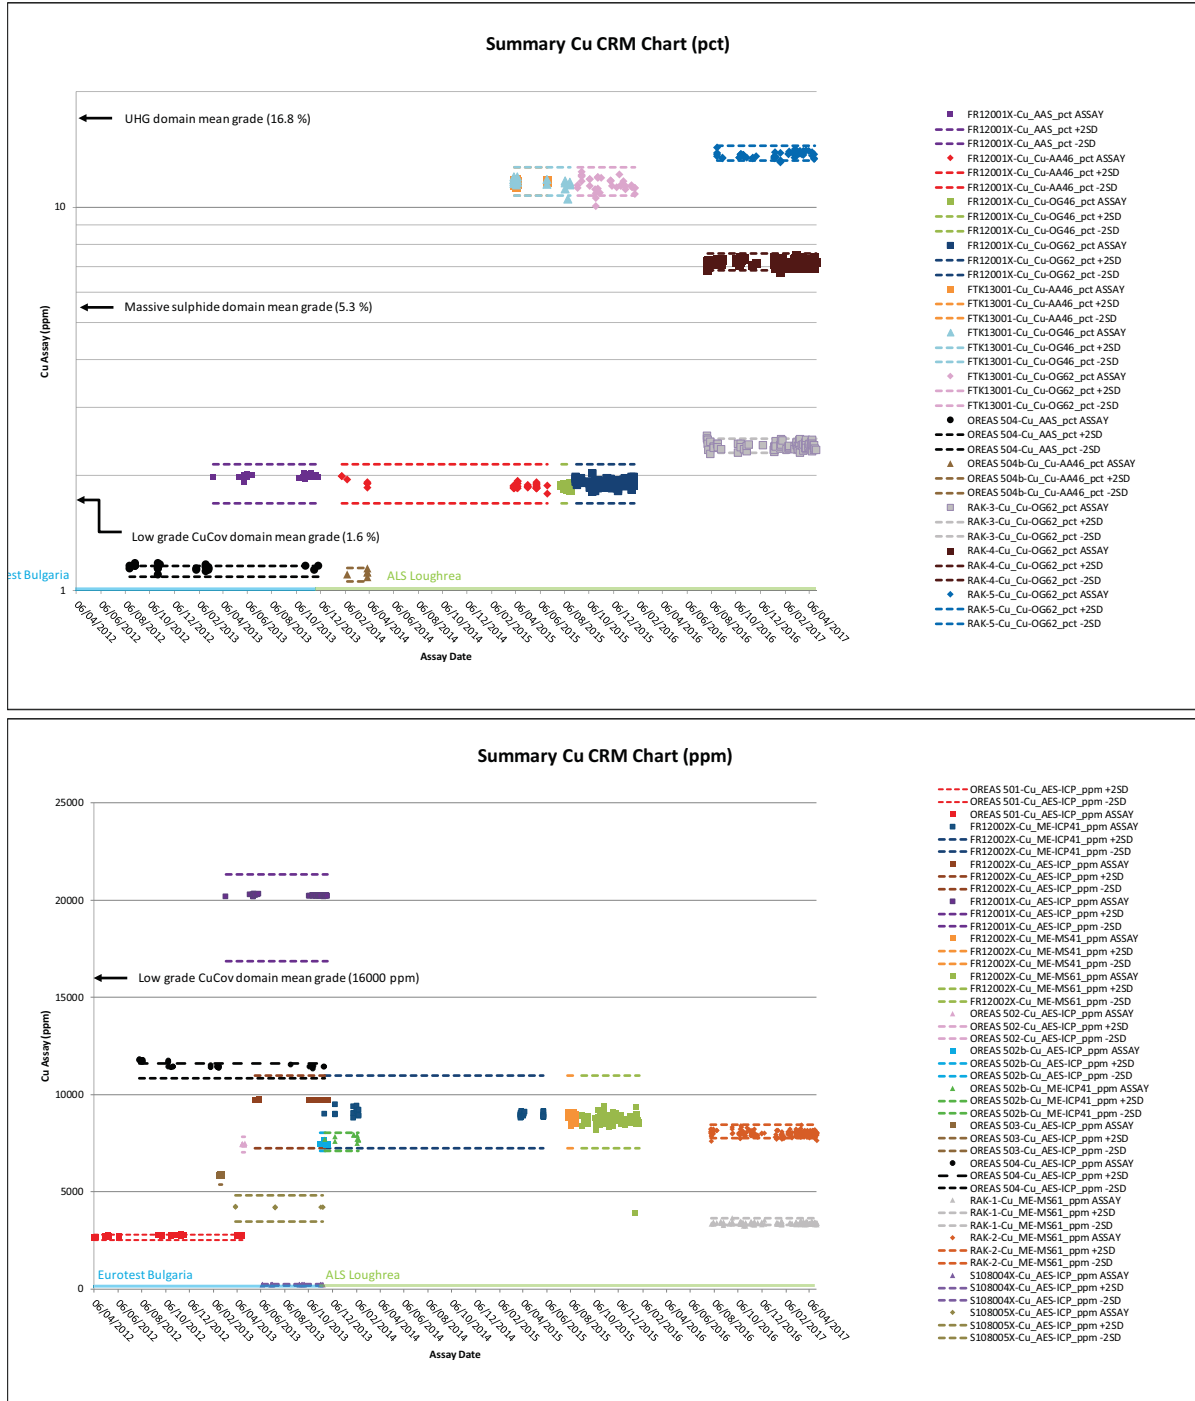 Summary Cu CRM Chart (pct)
UHG domain mean grade (16.8 %)
10
Massive sulphide domain mean grade (5.3 %)
Cu Assay (ppm)
Low grade CuCov domain mean grade (1.6 %)
est Bulgaria
ALS Loughrea
1
06/04/2012
06/06/2012
06/08/2012
06/10/2012
06/12/2012
06/02/2013
06/04/2013
06/06/2013
06/08/2013
06/10/2013
06/12/2013
06/02/2014
06/04/2014
06/06/2014
06/08/2014
06/10/2014
06/12/2014
06/02/2015
06/04/2015
06/06/2015
06/08/2015
06/10/2015
06/12/2015
06/02/2016
06/04/2016
06/06/2016
06/08/2016
06/10/2016
06/12/2016
06/02/2017
06/04/2017
Assay Date
FR12001X-Cu_AAS_pct ASSAY
FR12001X-Cu_AAS_pct +2SD
FR12001X-Cu_AAS_pct -2SD
FR12001X-Cu_Cu-AA46_pct ASSAY
FR12001X-Cu_Cu-AA46_pct +2SD
FR12001X-Cu_Cu-AA46_pct -2SD
FR12001X-Cu_Cu-OG46_pct ASSAY
FR12001X-Cu_Cu-OG46_pct +2SD
FR12001X-Cu_Cu-OG46_pct -2SD
FR12001X-Cu_Cu-OG62_pct ASSAY
FR12001X-Cu_Cu-OG62_pct +2SD
FR12001X-Cu_Cu-OG62_pct -2SD
FTK13001-Cu_Cu-AA46_pct ASSAY
FTK13001-Cu_Cu-AA46_pct +2SD
FTK13001-Cu_Cu-AA46_pct -2SD
FTK13001-Cu_Cu-OG46_pct ASSAY
FTK13001-Cu_Cu-OG46_pct +2SD
FTK13001-Cu_Cu-OG46_pct -2SD
FTK13001-Cu_Cu-OG62_pct ASSAY
FTK13001-Cu_Cu-OG62_pct +2SD
FTK13001-Cu_Cu-OG62_pct -2SD
OREAS 504-Cu_AAS_pct ASSAY
OREAS 504-Cu_AAS_pct +2SD
OREAS 504-Cu_AAS_pct -2SD
OREAS 504b-Cu_Cu-AA46_pct ASSAY
OREAS 504b-Cu_Cu-AA46_pct +2SD
OREAS 504b-Cu_Cu-AA46_pct -2SD
RAK-3-Cu_Cu-OG62_pct ASSAY
RAK-3-Cu_Cu-OG62_pct +2SD
RAK-3-Cu_Cu-OG62_pct -2SD
RAK-4-Cu_Cu-OG62_pct ASSAY
RAK-4-Cu_Cu-OG62_pct +2SD
RAK-4-Cu_Cu-OG62_pct -2SD
RAK-5-Cu_Cu-OG62_pct ASSAY
RAK-5-Cu_Cu-OG62_pct +2SD
RAK-5-Cu_Cu-OG62_pct -2SD
Summary Cu CRM Chart (ppm)
25000
20000
Low grade CuCov domain mean grade (16000 ppm)
15000
Cu Assay (ppm)
10000
5000
Eurotest Bulgaria
ALS Loughrea
0
06/04/2012
06/06/2012
06/08/2012
06/10/2012
06/12/2012
06/02/2013
06/04/2013
06/06/2013
06/08/2013
06/10/2013
06/12/2013
06/02/2014
06/04/2014
06/06/2014
06/08/2014
06/10/2014
06/12/2014
06/02/2015
06/04/2015
06/06/2015
06/08/2015
06/10/2015
06/12/2015
06/02/2016
06/04/2016
06/06/2016
06/08/2016
06/10/2016
06/12/2016
06/02/2017
06/04/2017
Assay Date
OREAS 501-Cu_AES-ICP_ppm +2SD
OREAS 501-Cu_AES-ICP_ppm -2SD
OREAS 501-Cu_AES-ICP_ppm ASSAY
FR12002X-Cu_ME-ICP41_ppm ASSAY
FR12002X-Cu_ME-ICP41_ppm +2SD
FR12002X-Cu_ME-ICP41_ppm -2SD
FR12002X-Cu_AES-ICP_ppm ASSAY
FR12002X-Cu_AES-ICP_ppm +2SD
FR12002X-Cu_AES-ICP_ppm -2SD
FR12001X-Cu_AES-ICP_ppm ASSAY
FR12001X-Cu_AES-ICP_ppm +2SD
FR12001X-Cu_AES-ICP_ppm -2SD
FR12002X-Cu_ME-MS41_ppm ASSAY
FR12002X-Cu_ME-MS41_ppm +2SD
FR12002X-Cu_ME-MS41_ppm -2SD
FR12002X-Cu_ME-MS61_ppm ASSAY
FR12002X-Cu_ME-MS61_ppm +2SD
FR12002X-Cu_ME-MS61_ppm -2SD
OREAS 502-Cu_AES-ICP_ppm ASSAY
OREAS 502-Cu_AES-ICP_ppm +2SD
OREAS 502-Cu_AES-ICP_ppm -2SD
OREAS 502b-Cu_AES-ICP_ppm ASSAY
OREAS 502b-Cu_AES-ICP_ppm +2SD
OREAS 502b-Cu_AES-ICP_ppm -2SD
OREAS 502b-Cu_ME-ICP41_ppm ASSAY
OREAS 502b-Cu_ME-ICP41_ppm +2SD
OREAS 502b-Cu_ME-ICP41_ppm -2SD
OREAS 503-Cu_AES-ICP_ppm ASSAY
OREAS 503-Cu_AES-ICP_ppm +2SD
OREAS 503-Cu_AES-ICP_ppm -2SD
OREAS 504-Cu_AES-ICP_ppm ASSAY
OREAS 504-Cu_AES-ICP_ppm +2SD
OREAS 504-Cu_AES-ICP_ppm -2SD
RAK-1-Cu_ME-MS61_ppm ASSAY
RAK-1-Cu_ME-MS61_ppm +2SD
RAK-1-Cu_ME-MS61_ppm -2SD
RAK-2-Cu_ME-MS61_ppm ASSAY
RAK-2-Cu_ME-MS61_ppm +2SD
RAK-2-Cu_ME-MS61_ppm -2SD
S108004X-Cu_AES-ICP_ppm ASSAY
S108004X-Cu_AES-ICP_ppm +2SD
S108004X-Cu_AES-ICP_ppm -2SD
S108005X-Cu_AES-ICP_ppm ASSAY
S108005X-Cu_AES-ICP_ppm +2SD
S108005X-Cu_AES-ICP_ppm -2SD